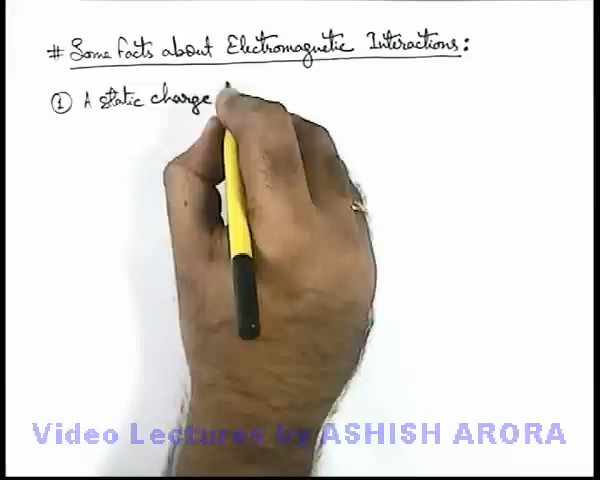 # Some facts about Electromagnetic Interactions:
① A static charge
Video Lectures by ASHISH ARORA